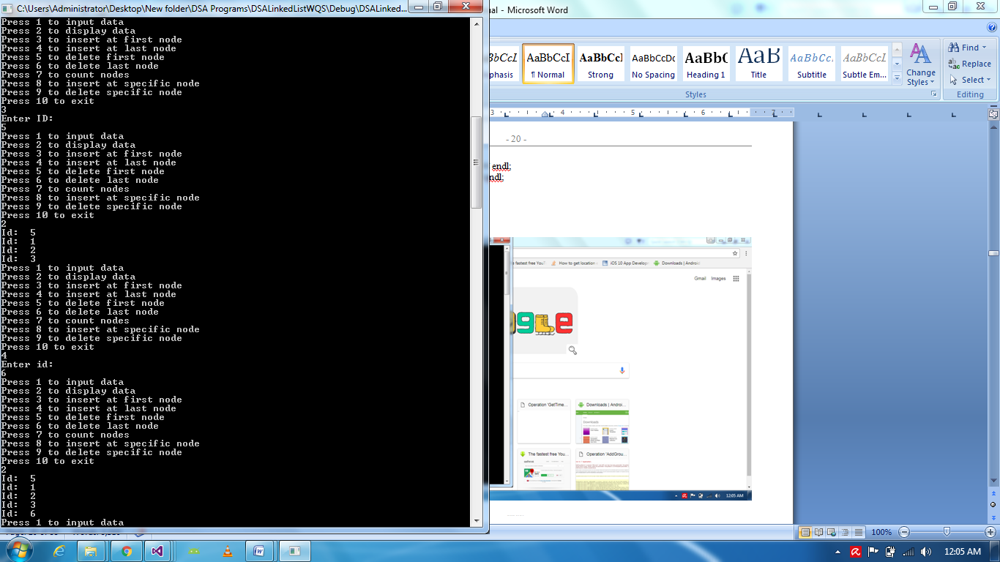 C:\Users\Administrator\Desktop\New folder\DSA Programs\DSALinkedListWQS\Debug\DSALinked...
Press 1 to input data
Press 2 to display data
Press 3 to insert at first node
Press 4 to insert at last node
Press 5 to delete first node
Press 6 to delete last node
Press 7 to count nodes
Press 8 to insert at specific node
Press 9 to delete specific node
Press 10 to exit
3
Enter ID:
5
Press 1 to input data
Press 2 to display data
Press 3 to insert at first node
Press 4 to insert at last node
Press 5 to delete first node
Press 6 to delete last node
Press 7 to count nodes
Press 8 to insert at specific node
Press 9 to delete specific node
Press 10 to exit
2
Id:  5
Id:  1
Id:  2
Id:  3
Press 1 to input data
Press 2 to display data
Press 3 to insert at first node
Press 4 to insert at last node
Press 5 to delete first node
Press 6 to delete last node
Press 7 to count nodes
Press 8 to insert at specific node
Press 9 to delete specific node
Press 10 to exit
4
Enter id:
6
Press 1 to input data
Press 2 to display data
Press 3 to insert at first node
Press 4 to insert at last node
Press 5 to delete first node
Press 6 to delete last node
Press 7 to count nodes
Press 8 to insert at specific node
Press 9 to delete specific node
Press 10 to exit
2
Id:  5
Id:  1
Id:  2
Id:  3
Id:  6
Press 1 to input data
ual - Microsoft Word
BbCcI AaBbCcI AaBbCcI AaBbCcDc AaBbC AaB AaBbCc. AaBbCc
phasis ¶ Normal Strong No Spacing Heading 1 Title Subtitle Subtle Em...
Change Styles
Find
Replace
Select
Styles
Editing
3 4 5 6 7
- 20 -
endl;
ndl;
e fastest free YouT How to get location iOS 10 App Develop Downloads | Android
Gmail Images
gle
Operation 'GetTime... Downloads | Androi...
The fastest free You... Operation 'AddGrou...
12:05 AM
100%
12:05 AM